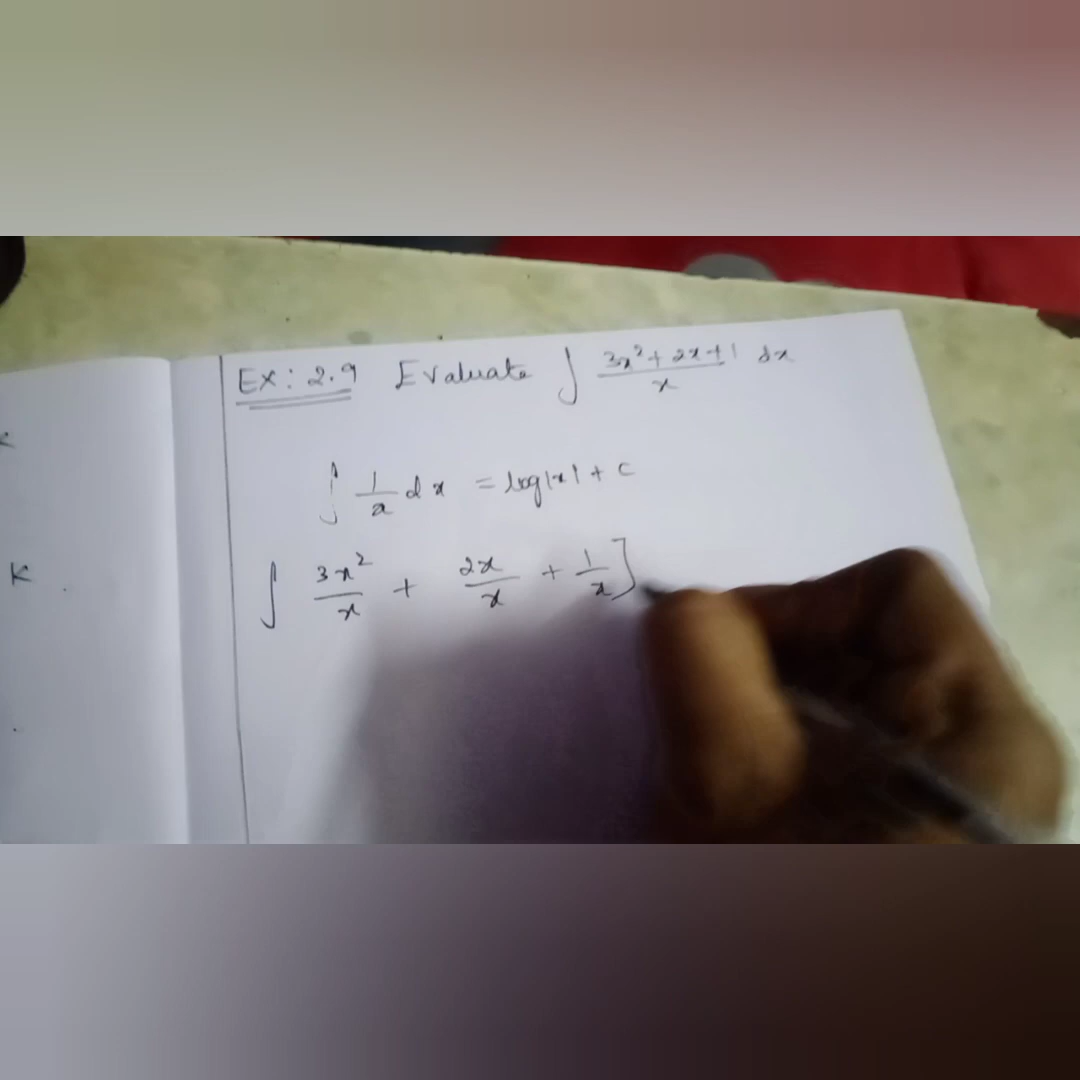 Ex: 2.9 Evaluate ∫ (3x²+2x+1)/x dx
∫ 1/x dx = log|x| + c
∫ 3x²/x + 2x/x + 1/x]
K